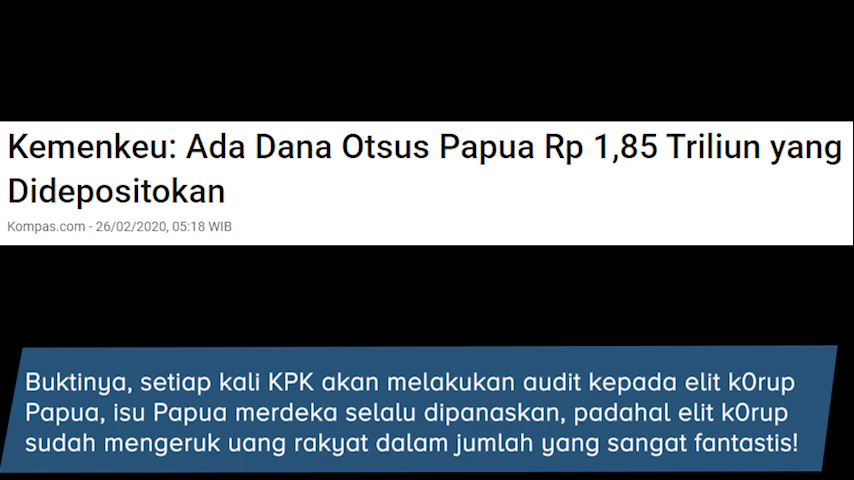 Kemenkeu: Ada Dana Otsus Papua Rp 1,85 Triliun yang
Didepositokan
Kompas.com - 26/02/2020, 05:18 WIB
Buktinya, setiap kali KPK akan melakukan audit kepada elit k0rup
Papua, isu Papua merdeka selalu dipanaskan, padahal elit k0rup
sudah mengeruk uang rakyat dalam jumlah yang sangat fantastis!